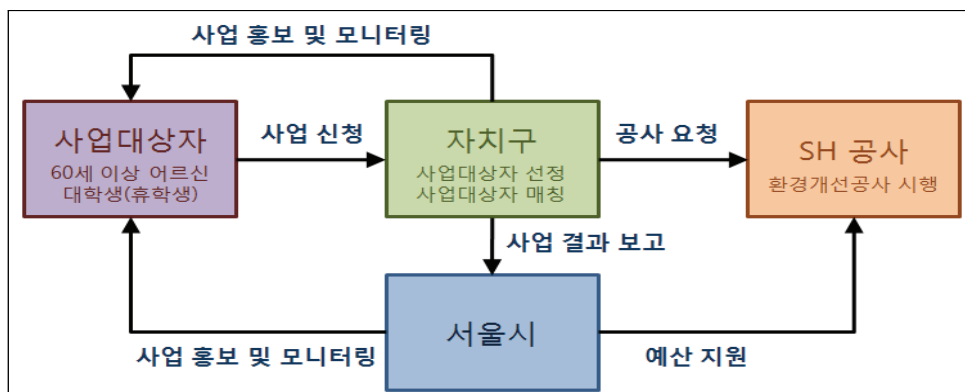 사업 홍보 및 모니터링
사업대상자
60세 이상 어르신
대학생(휴학생)
사업 신청
자치구
사업대상자 선정
사업대상자 매칭
공사 요청
SH 공사
환경개선공사 시행
사업 결과 보고
서울시
사업 홍보 및 모니터링
예산 지원